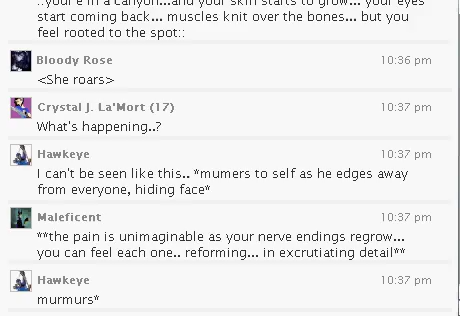 ::you're in a canyon...and your skin starts to grow... your eyes
start coming back... muscles knit over the bones... but you
feel rooted to the spot::
Bloody Rose 10:36 pm
<She roars>
Crystal J. La'Mort (17) 10:37 pm
What's happening..?
Hawkeye 10:37 pm
I can't be seen like this.. *mumers to self as he edges away
from everyone, hiding face*
Maleficent 10:37 pm
**the pain is unimaginable as your nerve endings regrow...
you can feel each one.. reforming... in excrutiating detail**
Hawkeye 10:37 pm
murmurs*